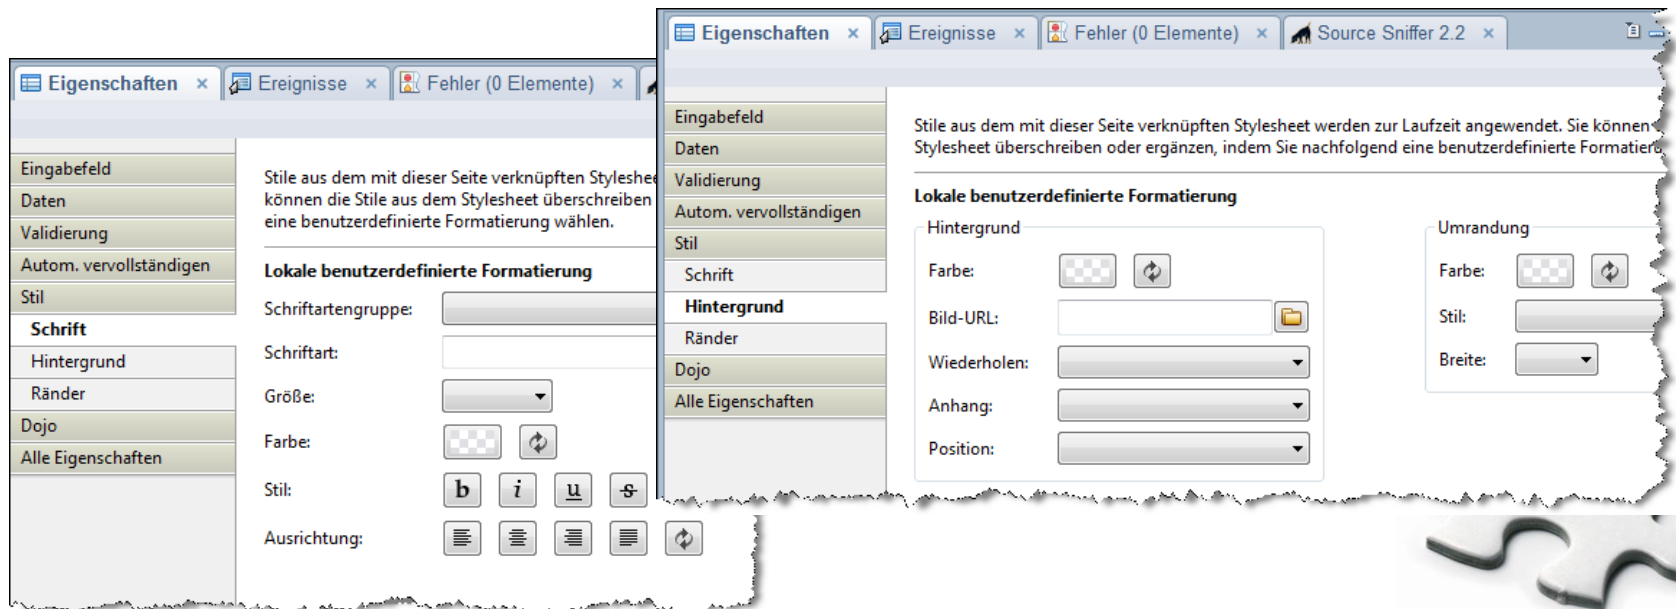 Eigenschaften
Ereignisse
Fehler (0 Elemente)
Eingabefeld
Daten
Validierung
Autom. vervollständigen
Stil
Schrift
Hintergrund
Ränder
Dojo
Alle Eigenschaften
Stile aus dem mit dieser Seite verknüpften
können die Stile aus dem Stylesheet überschreiben
eine benutzerdefinierte Formatierung wählen.
Lokale benutzerdefinierte Formatierung
Schriftartengruppe:
Schriftart:
Größe:
Farbe:
Stil:
b i u S
Ausrichtung:
Eigenschaften
Ereignisse
Fehler (0 Elemente)
Source Sniffer 2.2
Eingabefeld
Daten
Validierung
Autom. vervollständigen
Stil
Schrift
Hintergrund
Ränder
Dojo
Alle Eigenschaften
Stile aus dem mit dieser Seite verknüpften Stylesheet werden zur Laufzeit angewendet. Sie können
Stylesheet überschreiben oder ergänzen, indem Sie nachfolgend eine benutzerdefinierte
Lokale benutzerdefinierte Formatierung
Hintergrund
Farbe:
Bild-URL:
Wiederholen:
Anhang:
Position:
Umrandung
Farbe:
Stil:
Breite: